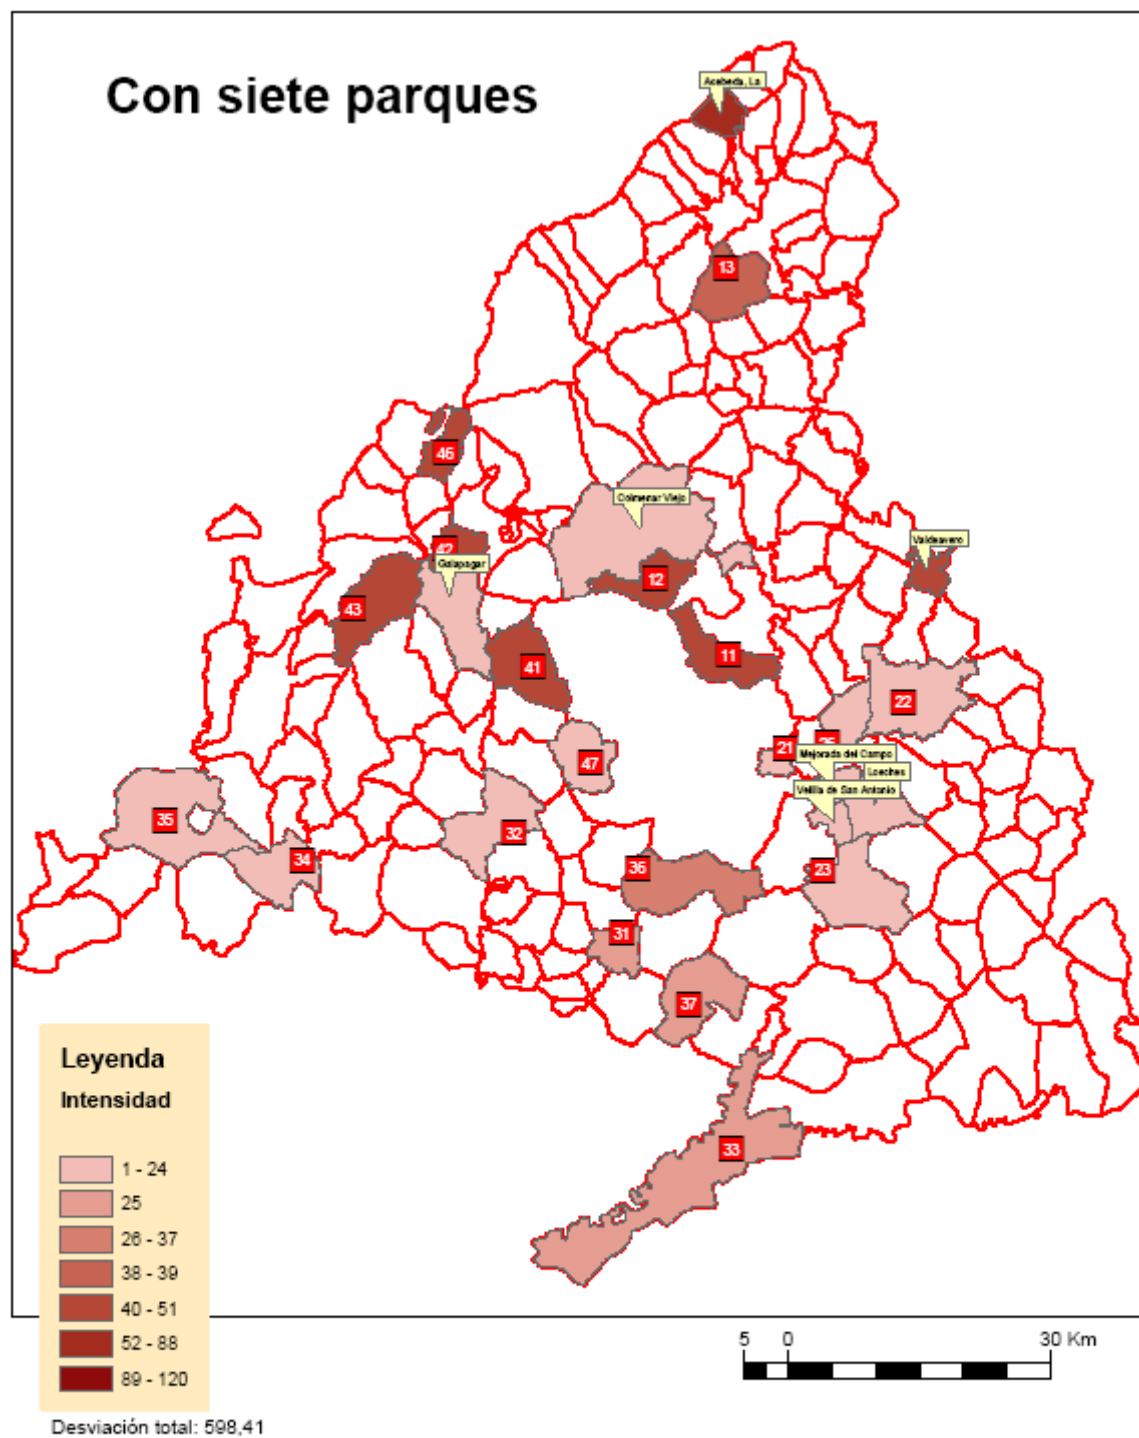 Con siete parques
Acebeda, La
13
46
Colmenar Viejo
42
Galapagar
Valdeavero
12
43
11
41
22
21
Mejorada del Campo
47
Loeches
Velilla de San Antonio
35
32
34
36
23
31
37
33
Leyenda
Intensidad
1 - 24
25
26 - 37
38 - 39
40 - 51
52 - 88
89 - 120
5 0 30 Km
Desviación total: 598,41